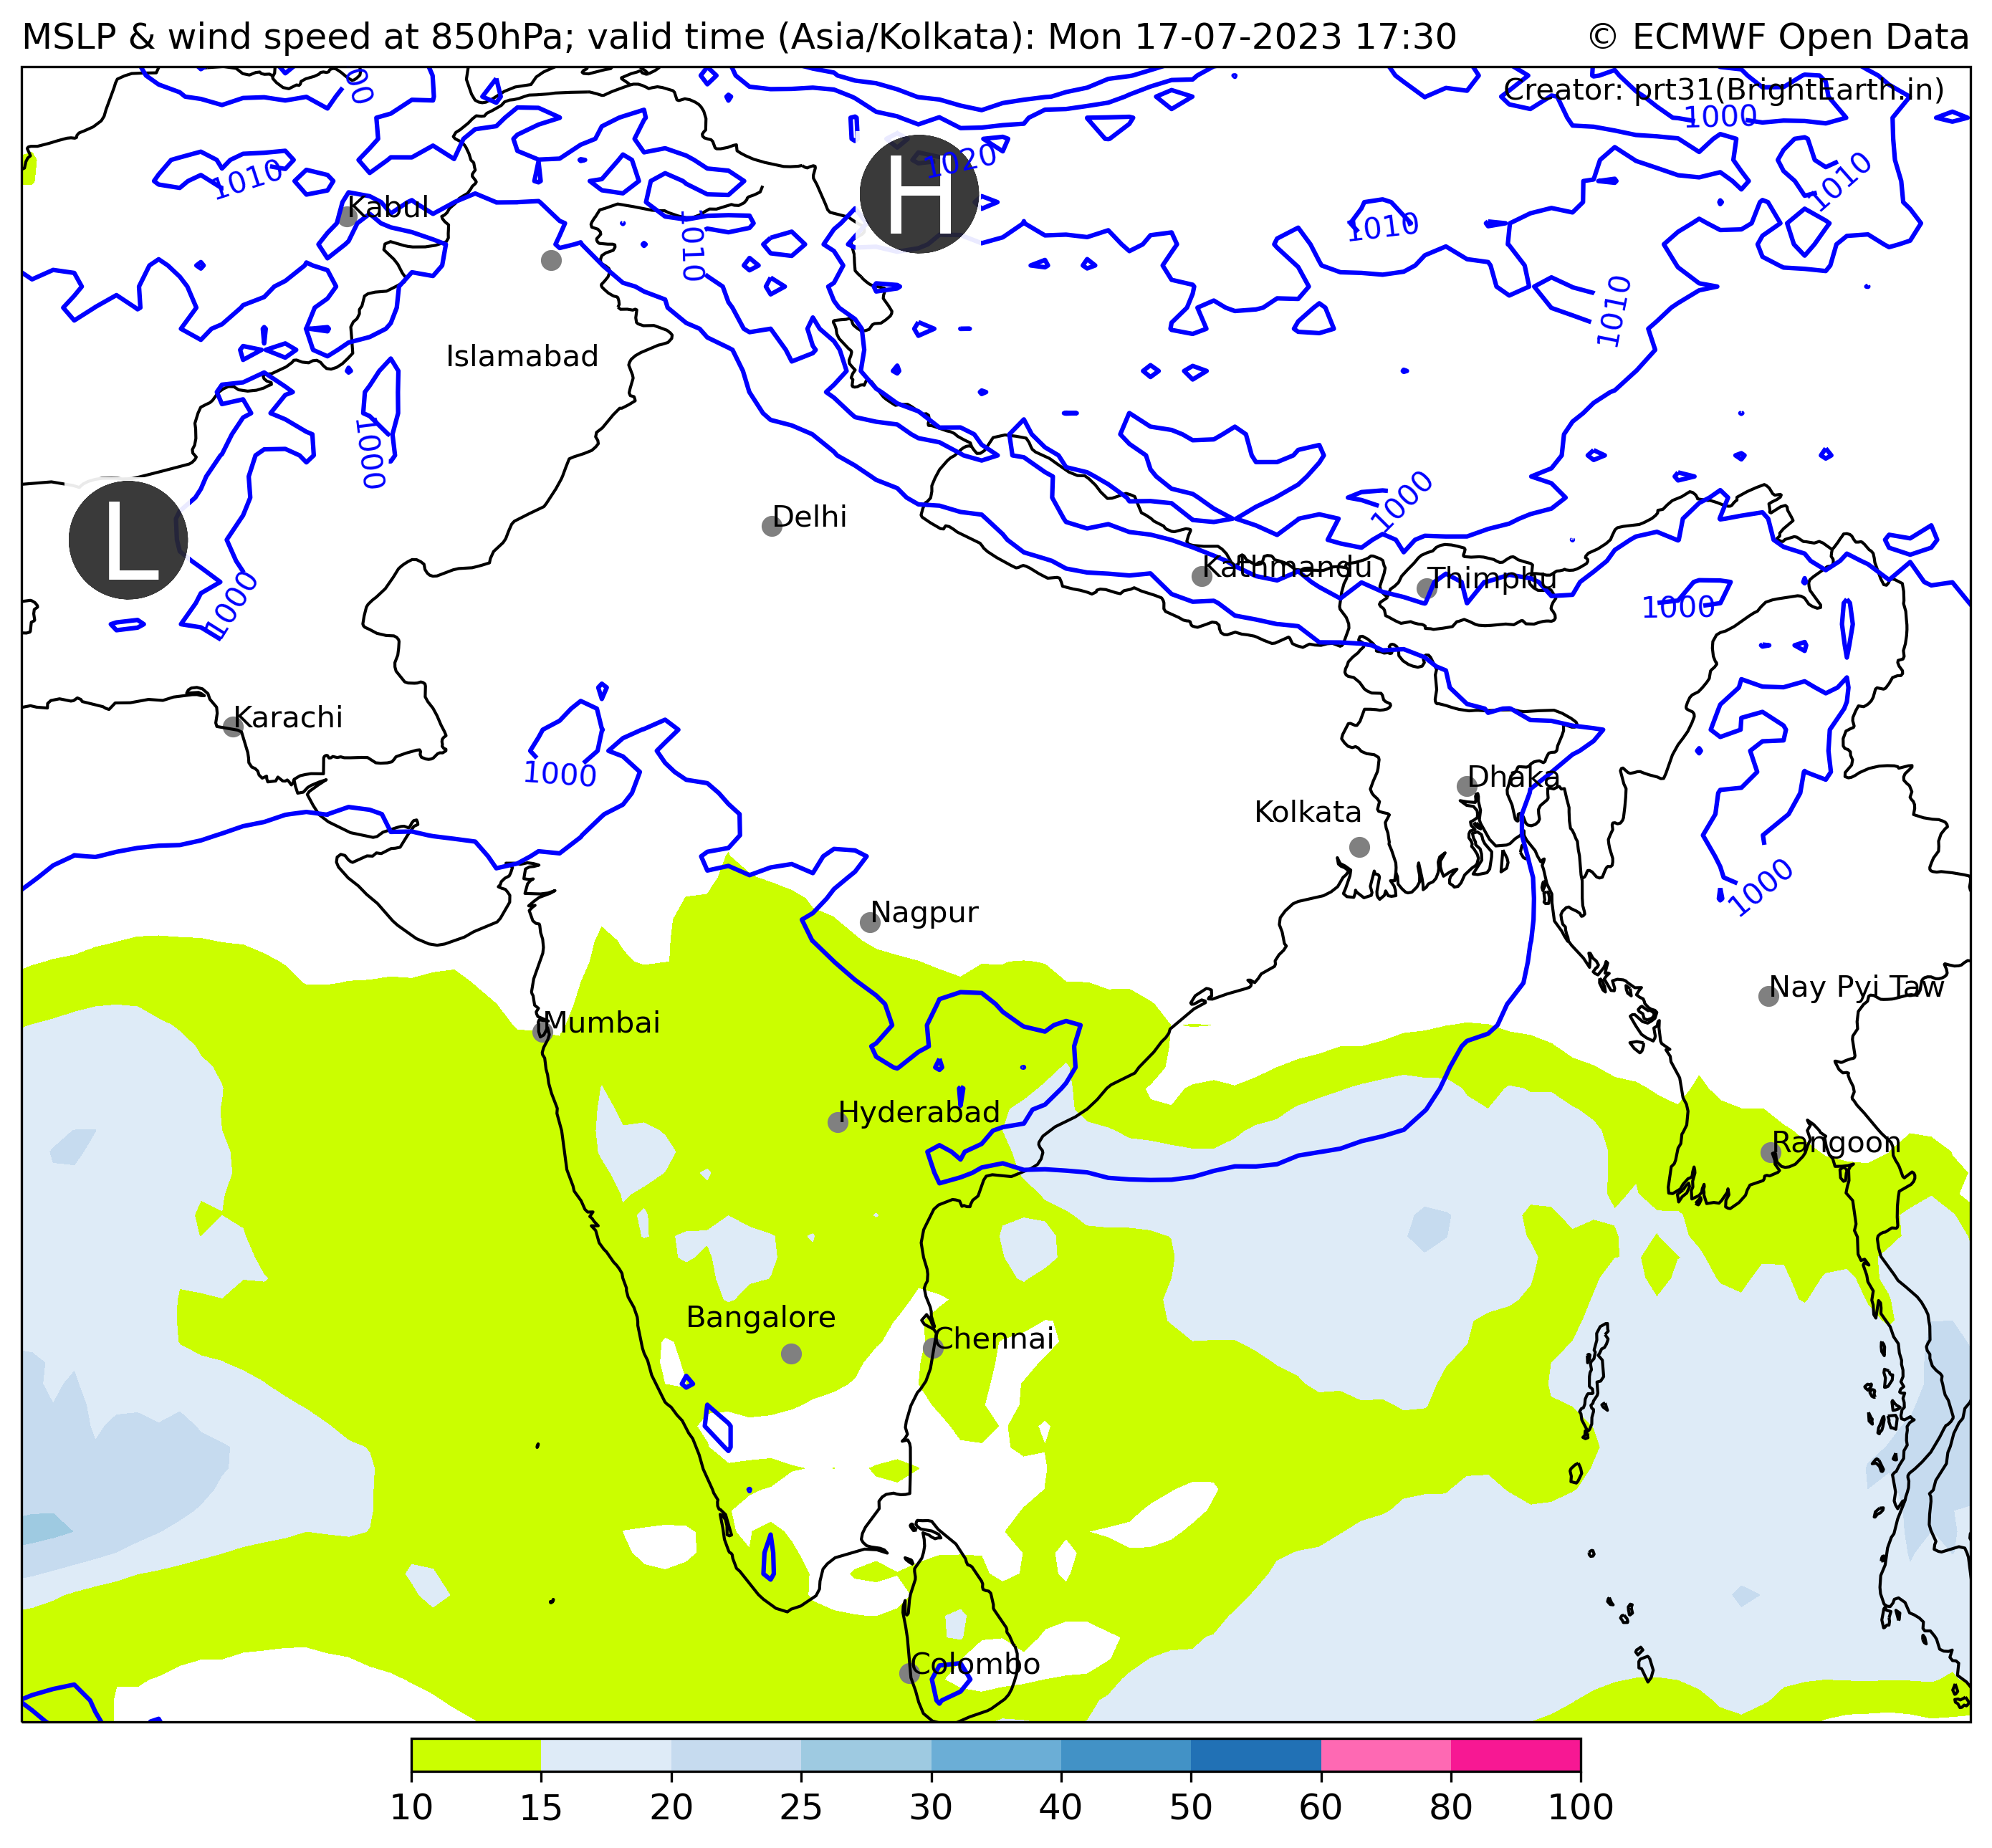 MSLP & wind speed at 850hPa; valid time (Asia/Kolkata): Mon 17-07-2023 17:30 © ECMWF Open Data
Creator: prt31(BrightEarth.in)
00
1000
1020
H
1010
1010
1010
1010
Kabul
1010
1010
Islamabad
1000
1000
L
Delhi
1000
Kathmandu
Thimphu
1000
Karachi
1000
Dhaka
Kolkata
1000
Nagpur
Nay Pyi Taw
Mumbai
Hyderabad
Rangoon
Bangalore
Chennai
Colombo
10 15 20 25 30 40 50 60 80 100